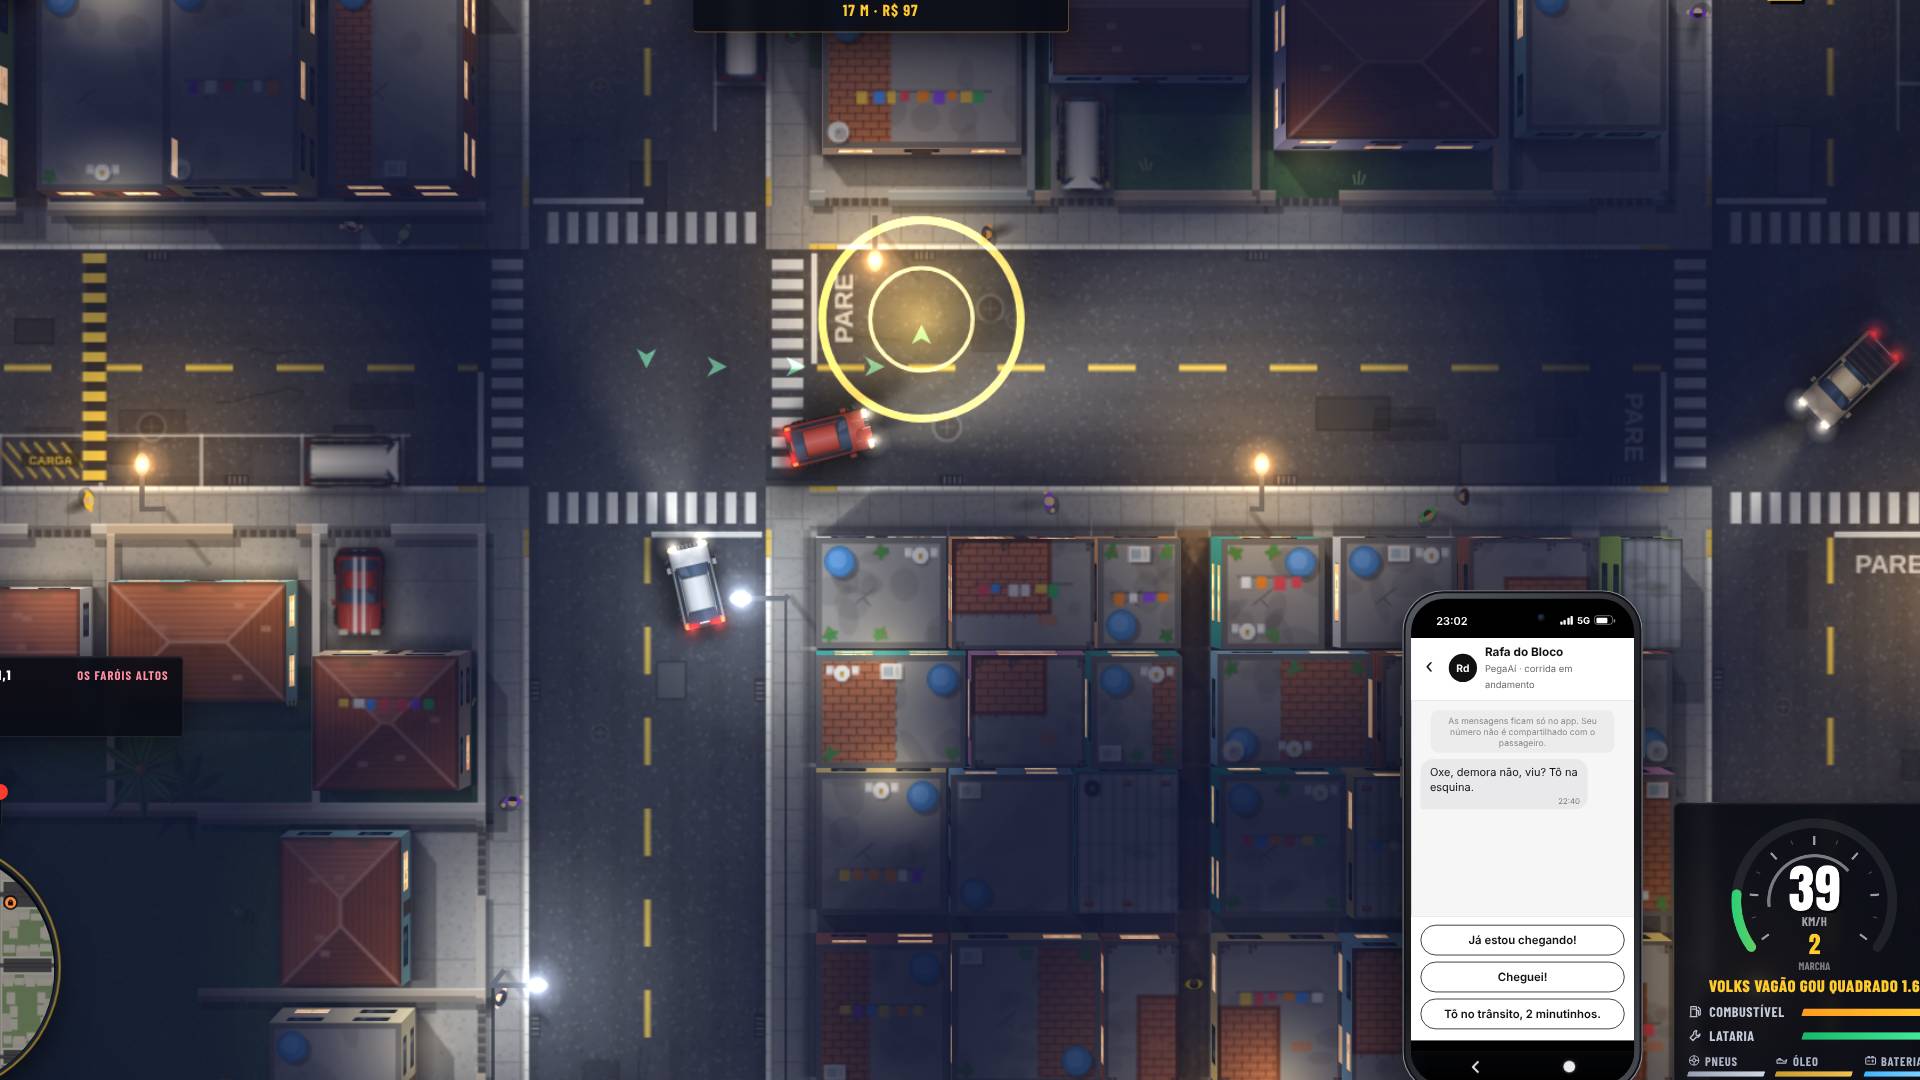 17 M · R$ 97
PARE
CARGA
PARE
PARE
,1
OS FARÓIS ALTOS
23:02
5G
Rd
Rafa do Bloco
PegaAí · corrida em
andamento
As mensagens ficam só no app. Seu
número não é compartilhado com o
passageiro.
Oxe, demora não, viu? Tô na
esquina.
22:40
Já estou chegando!
Cheguei!
Tô no trânsito, 2 minutinhos.
39
KM/H
2
MARCHA
VOLKS VAGÃO GOU QUADRADO 1.6
COMBUSTÍVEL
LATARIA
PNEUS
ÓLEO
BATERIA